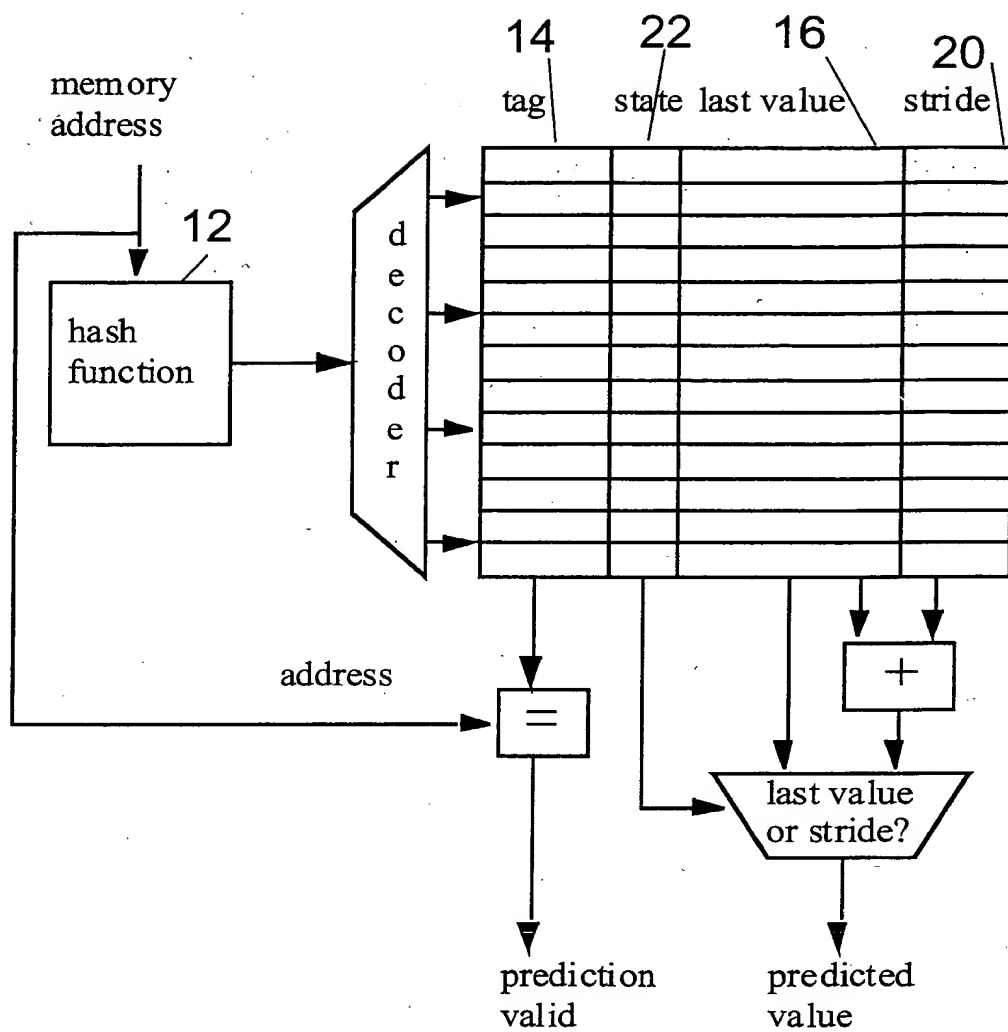 14
22
16
20
memory
address
tag
state
last value
stride
12
hash
function
d
e
c
o
d
e
r
address
=
+
last value
or stride?
prediction
valid
predicted
value